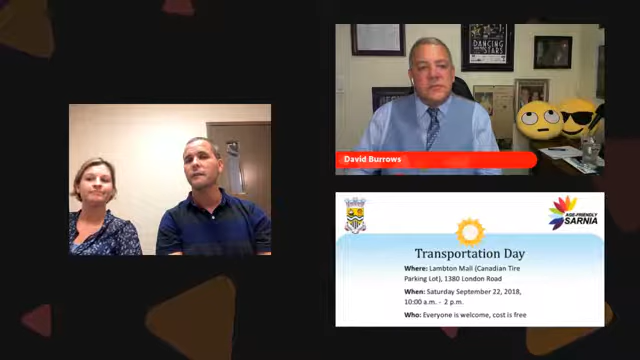 DANCING
STARS
David Burrows
AGE-FRIENDLY
SARNIA
Transportation Day
Where: Lambton Mall (Canadian Tire
Parking Lot), 1380 London Road
When: Saturday September 22, 2018,
10:00 a.m. - 2 p.m.
Who: Everyone is welcome, cost is free